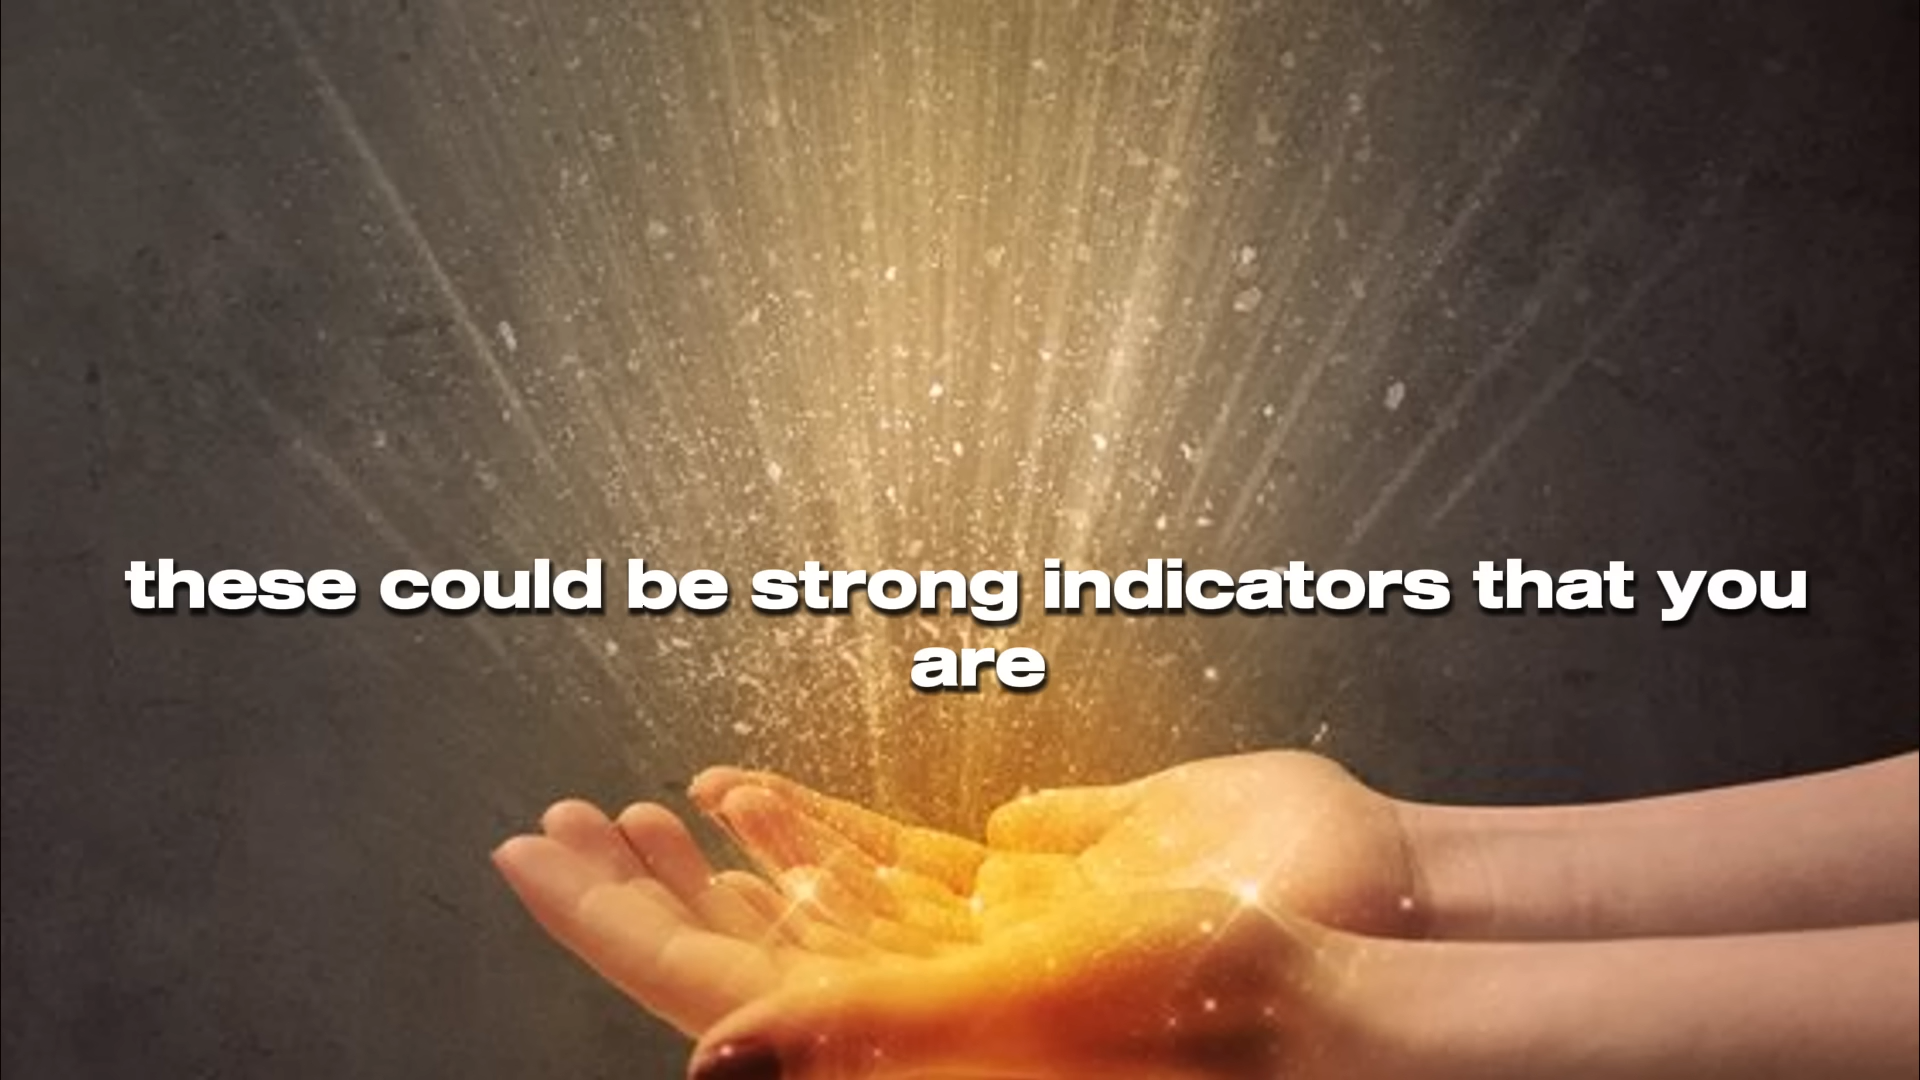 these could be strong indicators that you
are